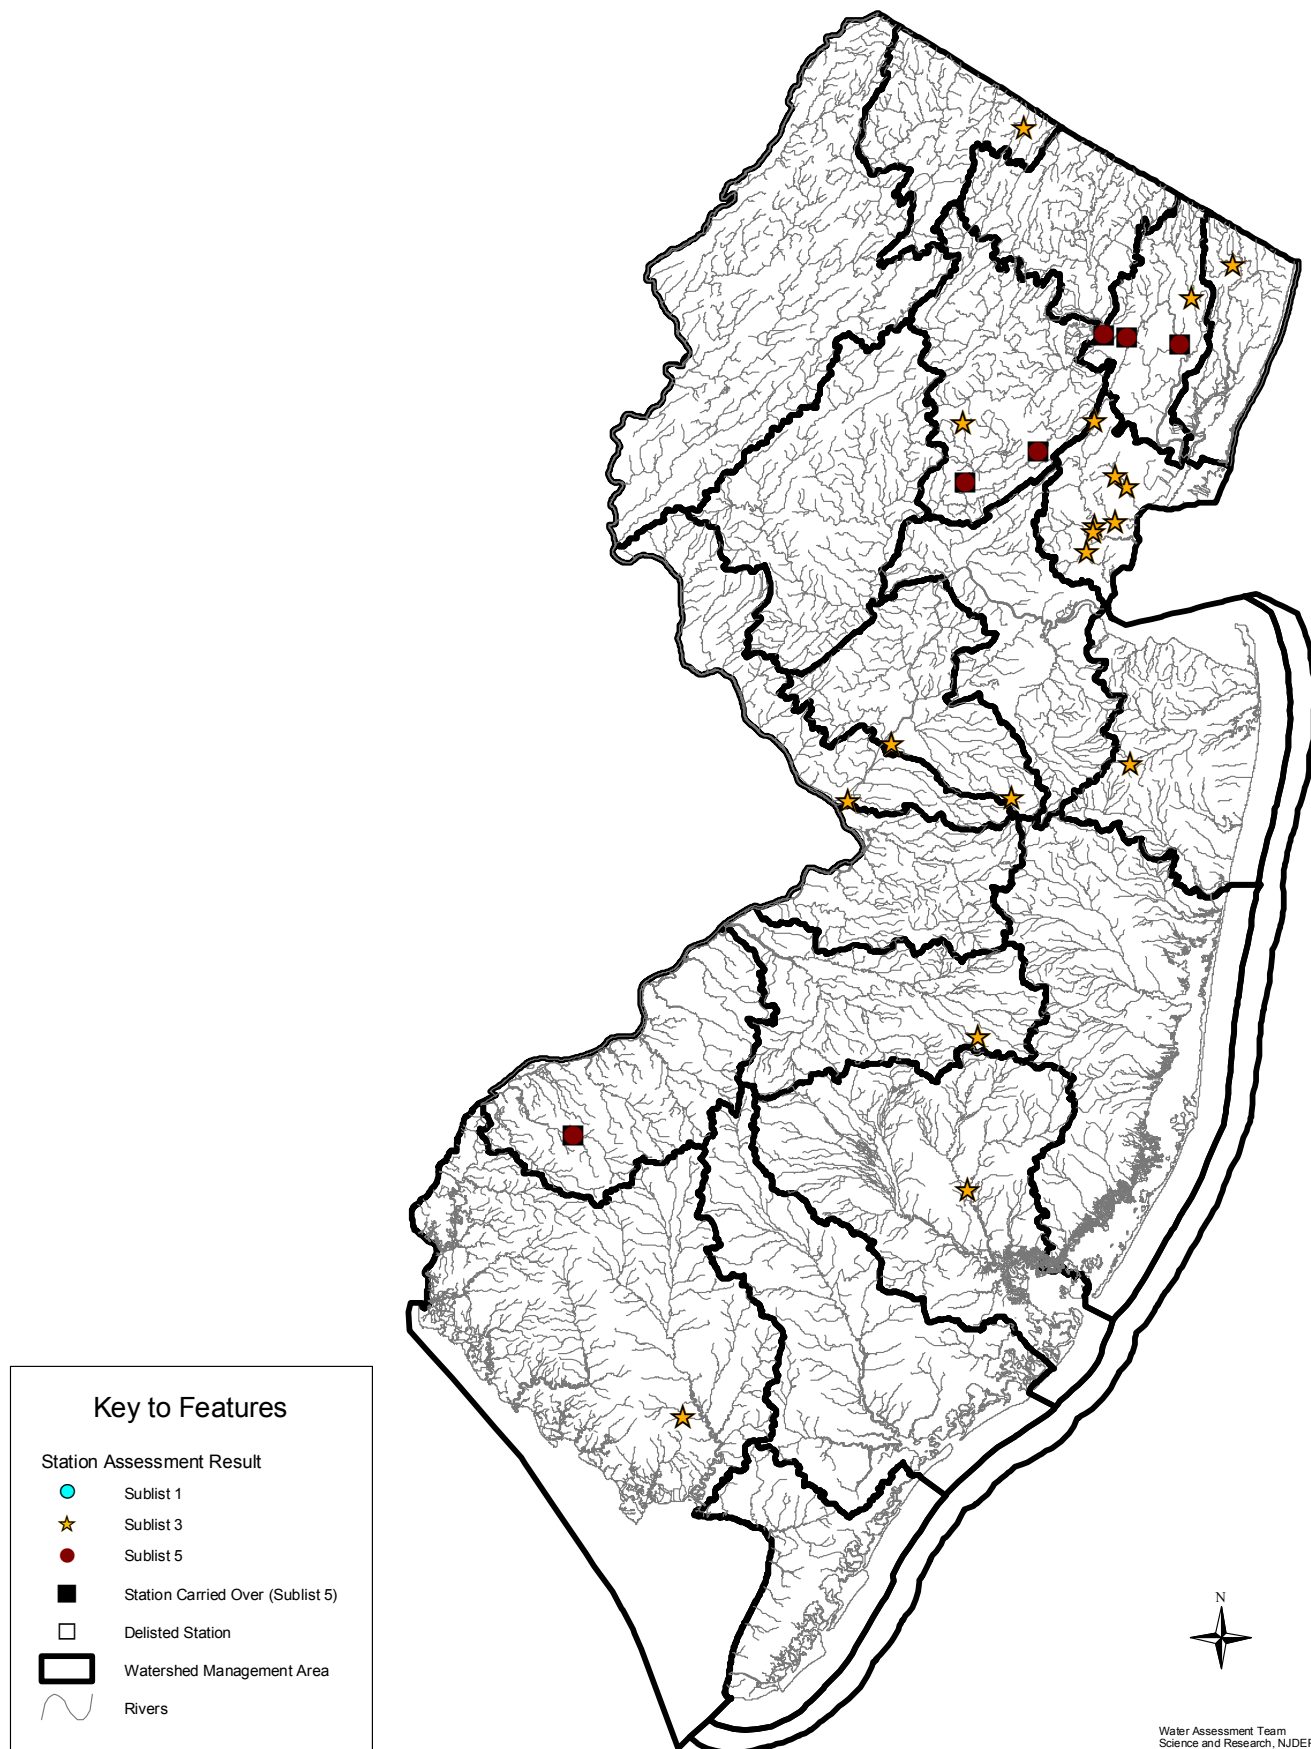 Key to Features
Station Assessment Result
Sublist 1
Sublist 3
Sublist 5
Station Carried Over (Sublist 5)
Delisted Station
Watershed Management Area
Rivers
N
Water Assessment Team
Science and Research, NJDEP